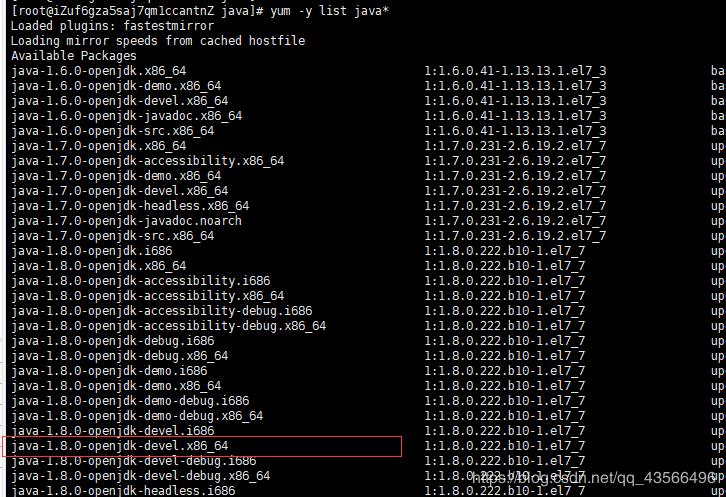 [root@iZuf6gza5saj7qm1ccantnZ java]# yum -y list java*
Loaded plugins: fastestmirror
Loading mirror speeds from cached hostfile
Available Packages
java-1.6.0-openjdk.x86_64 1:1.6.0.41-1.13.13.1.el7_3 ba
java-1.6.0-openjdk-demo.x86_64 1:1.6.0.41-1.13.13.1.el7_3 ba
java-1.6.0-openjdk-devel.x86_64 1:1.6.0.41-1.13.13.1.el7_3 ba
java-1.6.0-openjdk-javadoc.x86_64 1:1.6.0.41-1.13.13.1.el7_3 ba
java-1.6.0-openjdk-src.x86_64 1:1.6.0.41-1.13.13.1.el7_3 ba
java-1.7.0-openjdk.x86_64 1:1.7.0.231-2.6.19.2.el7_7 up
java-1.7.0-openjdk-accessibility.x86_64 1:1.7.0.231-2.6.19.2.el7_7 up
java-1.7.0-openjdk-demo.x86_64 1:1.7.0.231-2.6.19.2.el7_7 up
java-1.7.0-openjdk-devel.x86_64 1:1.7.0.231-2.6.19.2.el7_7 up
java-1.7.0-openjdk-headless.x86_64 1:1.7.0.231-2.6.19.2.el7_7 up
java-1.7.0-openjdk-javadoc.noarch 1:1.7.0.231-2.6.19.2.el7_7 up
java-1.7.0-openjdk-src.x86_64 1:1.7.0.231-2.6.19.2.el7_7 up
java-1.8.0-openjdk.i686 1:1.8.0.222.b10-1.el7_7 up
java-1.8.0-openjdk.x86_64 1:1.8.0.222.b10-1.el7_7 up
java-1.8.0-openjdk-accessibility.i686 1:1.8.0.222.b10-1.el7_7 up
java-1.8.0-openjdk-accessibility.x86_64 1:1.8.0.222.b10-1.el7_7 up
java-1.8.0-openjdk-accessibility-debug.i686 1:1.8.0.222.b10-1.el7_7 up
java-1.8.0-openjdk-accessibility-debug.x86_64 1:1.8.0.222.b10-1.el7_7 up
java-1.8.0-openjdk-debug.i686 1:1.8.0.222.b10-1.el7_7 up
java-1.8.0-openjdk-debug.x86_64 1:1.8.0.222.b10-1.el7_7 up
java-1.8.0-openjdk-demo.i686 1:1.8.0.222.b10-1.el7_7 up
java-1.8.0-openjdk-demo.x86_64 1:1.8.0.222.b10-1.el7_7 up
java-1.8.0-openjdk-demo-debug.i686 1:1.8.0.222.b10-1.el7_7 up
java-1.8.0-openjdk-demo-debug.x86_64 1:1.8.0.222.b10-1.el7_7 up
java-1.8.0-openjdk-devel.i686 1:1.8.0.222.b10-1.el7_7 up
java-1.8.0-openjdk-devel.x86_64 1:1.8.0.222.b10-1.el7_7 up
java-1.8.0-openjdk-devel-debug.i686 1:1.8.0.222.b10-1.el7_7 up
java-1.8.0-openjdk-devel-debug.x86_64 1:1.8.0.222.b10-1.el7_7 up
https://blog.csdn.net/qq_43566496
java-1.8.0-openjdk-headless.i686 1:1.8.0.222.b10-1.el7_7 up